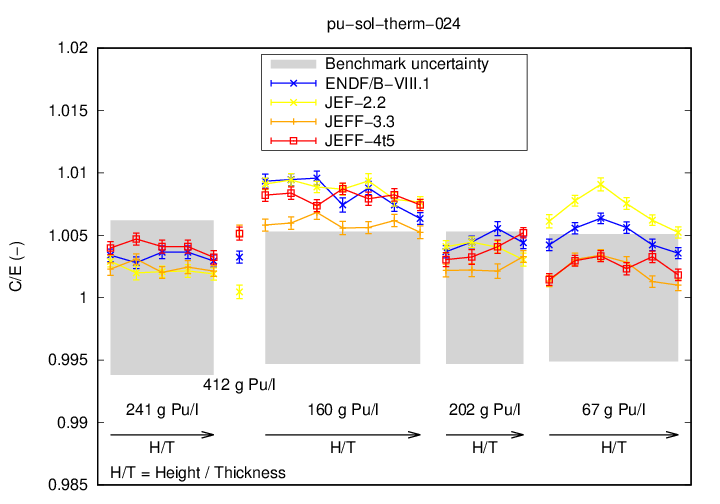 pu−sol−therm−024
1.02
1.015
1.01
1.005
1
0.995
0.99
0.985
C/E (−)
Benchmark uncertainty
ENDF/B−VIII.1
JEF−2.2
JEFF−3.3
JEFF−4t5
412 g Pu/l
241 g Pu/l
160 g Pu/l
202 g Pu/l
67 g Pu/l
H/T
H/T
H/T
H/T
H/T = Height / Thickness